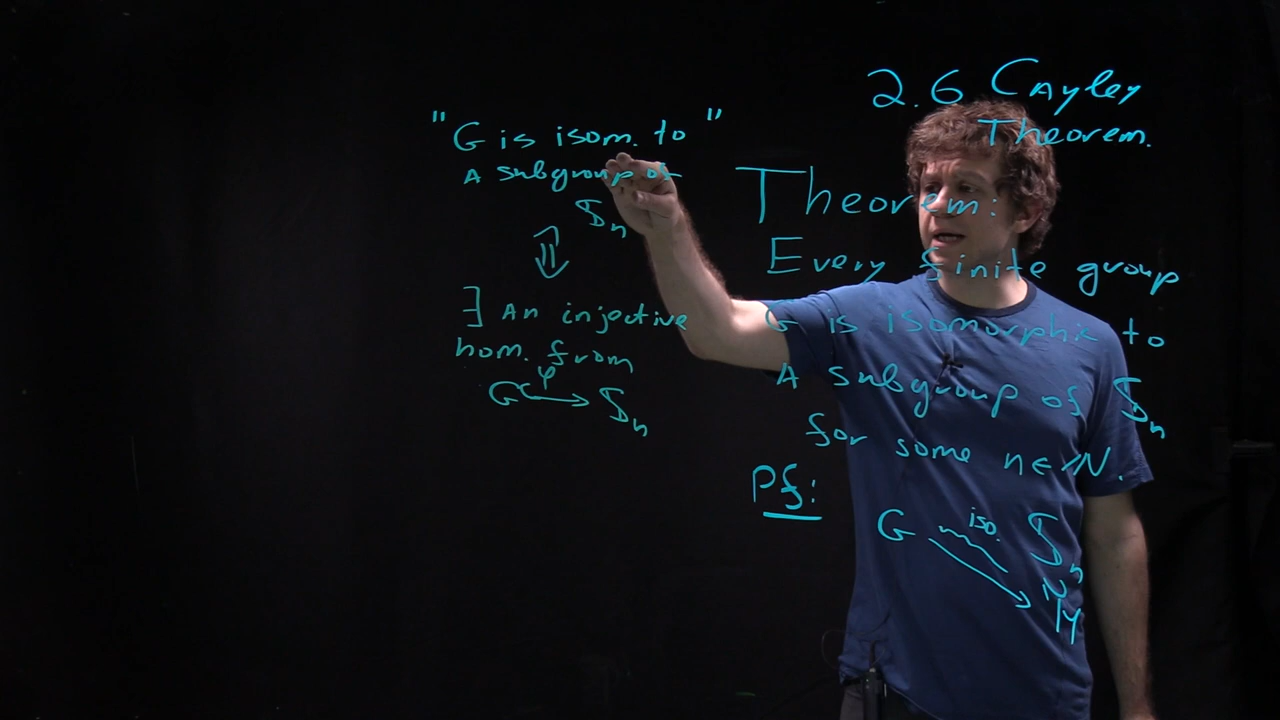 2.6 Cayley
Theorem.
Theorem:
Every finite group
G is isomorphic to
A subgroup of Sn
for some n∈ℕ.
Pf:
G iso. Sn
H
"G is isom. to"
A subgroup of
Sn
⇕
∃ An injective
hom. from
φ
G ↪ Sn